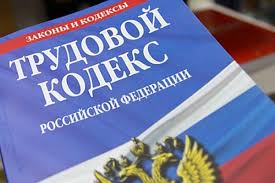 ЗАКОНЫ И КОДЕКСЫ
ТРУДОВОЙ
КОДЕКС
РОССИЙСКОЙ ФЕДЕРАЦИИ